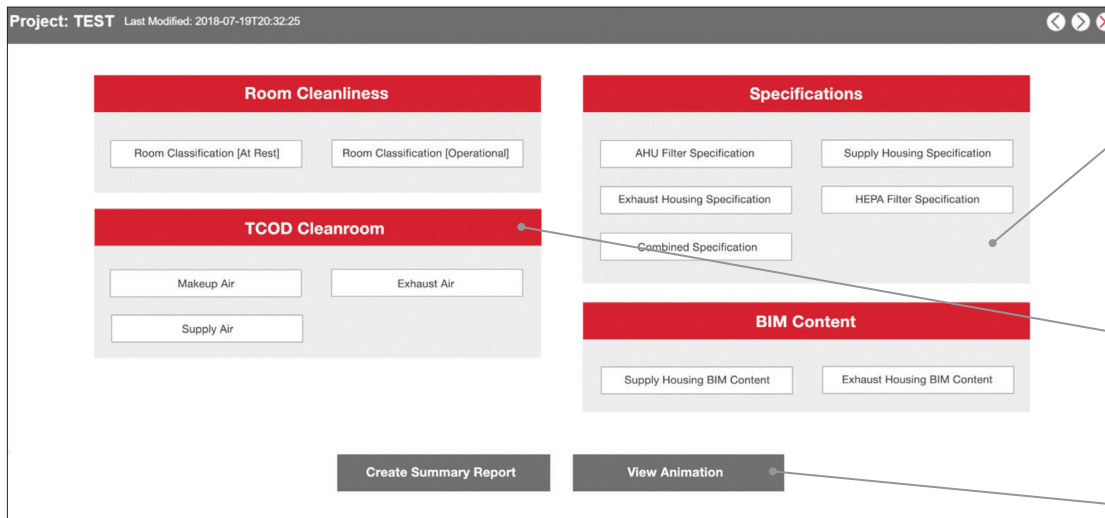 Project: TEST Last Modified: 2018-07-19T20:32:25
Room Cleanliness
Room Classification [At Rest] Room Classification [Operational]
TCOD Cleanroom
Makeup Air Exhaust Air
Supply Air
Specifications
AHU Filter Specification Supply Housing Specification
Exhaust Housing Specification HEPA Filter Specification
Combined Specification
BIM Content
Supply Housing BIM Content Exhaust Housing BIM Content
Create Summary Report View Animation